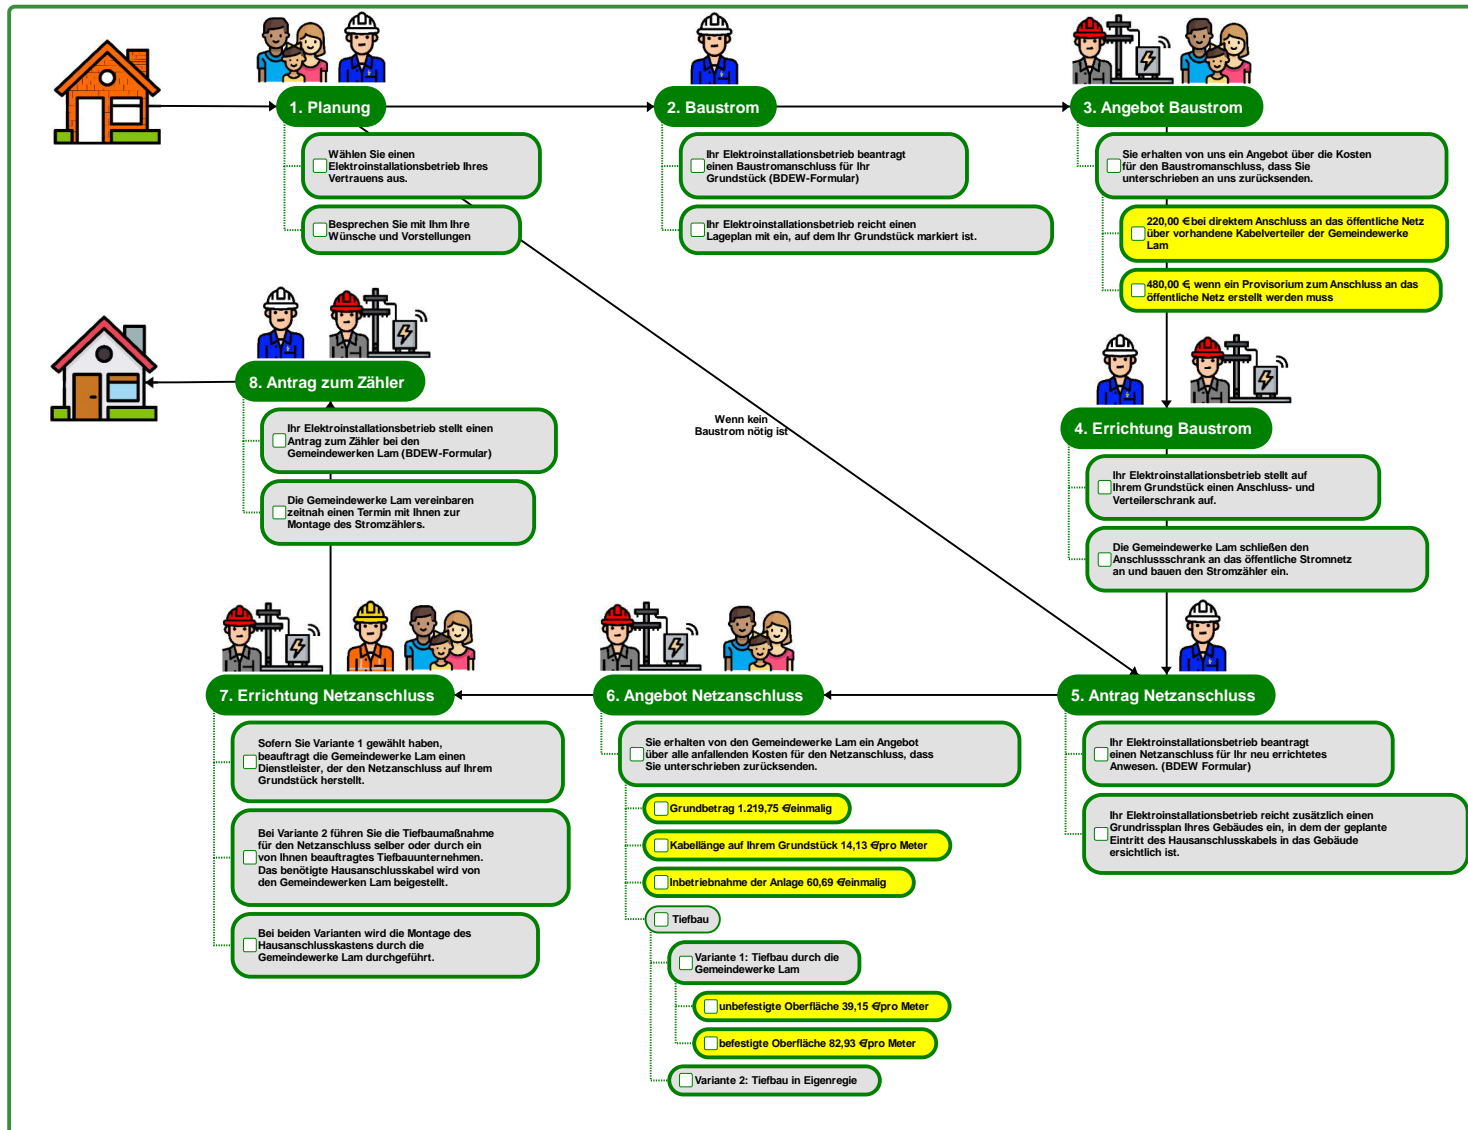 1. Planung
Wählen Sie einen
Elektroinstallationsbetrieb Ihres
Vertrauens aus.
Besprechen Sie mit Ihm Ihre
Wünsche und Vorstellungen
2. Baustrom
Ihr Elektroinstallationsbetrieb beantragt
einen Baustromanschluss für Ihr
Grundstück (BDEW-Formular)
Ihr Elektroinstallationsbetrieb reicht einen
Lageplan mit ein, auf dem Ihr Grundstück markiert ist.
3. Angebot Baustrom
Sie erhalten von uns ein Angebot über die Kosten
für den Baustromanschluss, dass Sie
unterschrieben an uns zurücksenden.
220,00 € bei direktem Anschluss an das öffentliche Netz
über vorhandene Kabelverteiler der Gemeindewerke
Lam
480,00 €, wenn ein Provisorium zum Anschluss an das
öffentliche Netz erstellt werden muss
Wenn kein
Baustrom nötig ist
4. Errichtung Baustrom
Ihr Elektroinstallationsbetrieb stellt auf
Ihrem Grundstück einen Anschluss- und
Verteilerschrank auf.
Die Gemeindewerke Lam schließen den
Anschlussschrank an das öffentliche Stromnetz
an und bauen den Stromzähler ein.
5. Antrag Netzanschluss
Ihr Elektroinstallationsbetrieb beantragt
einen Netzanschluss für Ihr neu errichtetes
Anwesen. (BDEW Formular)
Ihr Elektroinstallationsbetrieb reicht zusätzlich einen
Grundrissplan Ihres Gebäudes ein, in dem der geplante
Eintritt des Hausanschlusskabels in das Gebäude
ersichtlich ist.
6. Angebot Netzanschluss
Sie erhalten von den Gemeindewerke Lam ein Angebot
über alle anfallenden Kosten für den Netzanschluss, dass
Sie unterschrieben zurücksenden.
Grundbetrag 1.219,75 €/einmalig
Kabellänge auf Ihrem Grundstück 14,13 €/pro Meter
Inbetriebnahme der Anlage 60,69 €/einmalig
Tiefbau
Variante 1: Tiefbau durch die
Gemeindewerke Lam
unbefestigte Oberfläche 39,15 €/pro Meter
befestigte Oberfläche 82,93 €/pro Meter
Variante 2: Tiefbau in Eigenregie
7. Errichtung Netzanschluss
Sofern Sie Variante 1 gewählt haben,
beauftragt die Gemeindewerke Lam einen
Dienstleister, der den Netzanschluss auf Ihrem
Grundstück herstellt.
Bei Variante 2 führen Sie die Tiefbaumaßnahme
für den Netzanschluss selber oder durch ein
von Ihnen beauftragtes Tiefbauunternehmen.
Das benötigte Hausanschlusskabel wird von
den Gemeindewerken Lam beigestellt.
Bei beiden Varianten wird die Montage des
Hausanschlusskastens durch die
Gemeindewerke Lam durchgeführt.
8. Antrag zum Zähler
Ihr Elektroinstallationsbetrieb stellt einen
Antrag zum Zähler bei den
Gemeindewerken Lam (BDEW-Formular)
Die Gemeindewerke Lam vereinbaren
zeitnah einen Termin mit Ihnen zur
Montage des Stromzählers.